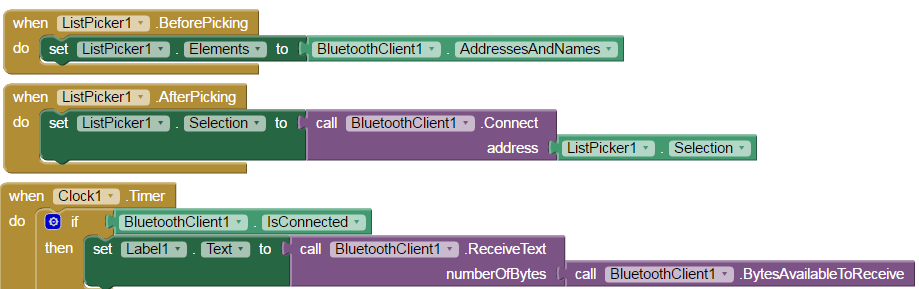 when ListPicker1 .BeforePicking
do set ListPicker1 . Elements to BluetoothClient1 . AddressesAndNames
when ListPicker1 .AfterPicking
do set ListPicker1 . Selection to call BluetoothClient1 .Connect
address ListPicker1 . Selection
when Clock1 .Timer
do if BluetoothClient1 . IsConnected
then set Label1 . Text to call BluetoothClient1 .ReceiveText
numberOfBytes call BluetoothClient1 .BytesAvailableToReceive